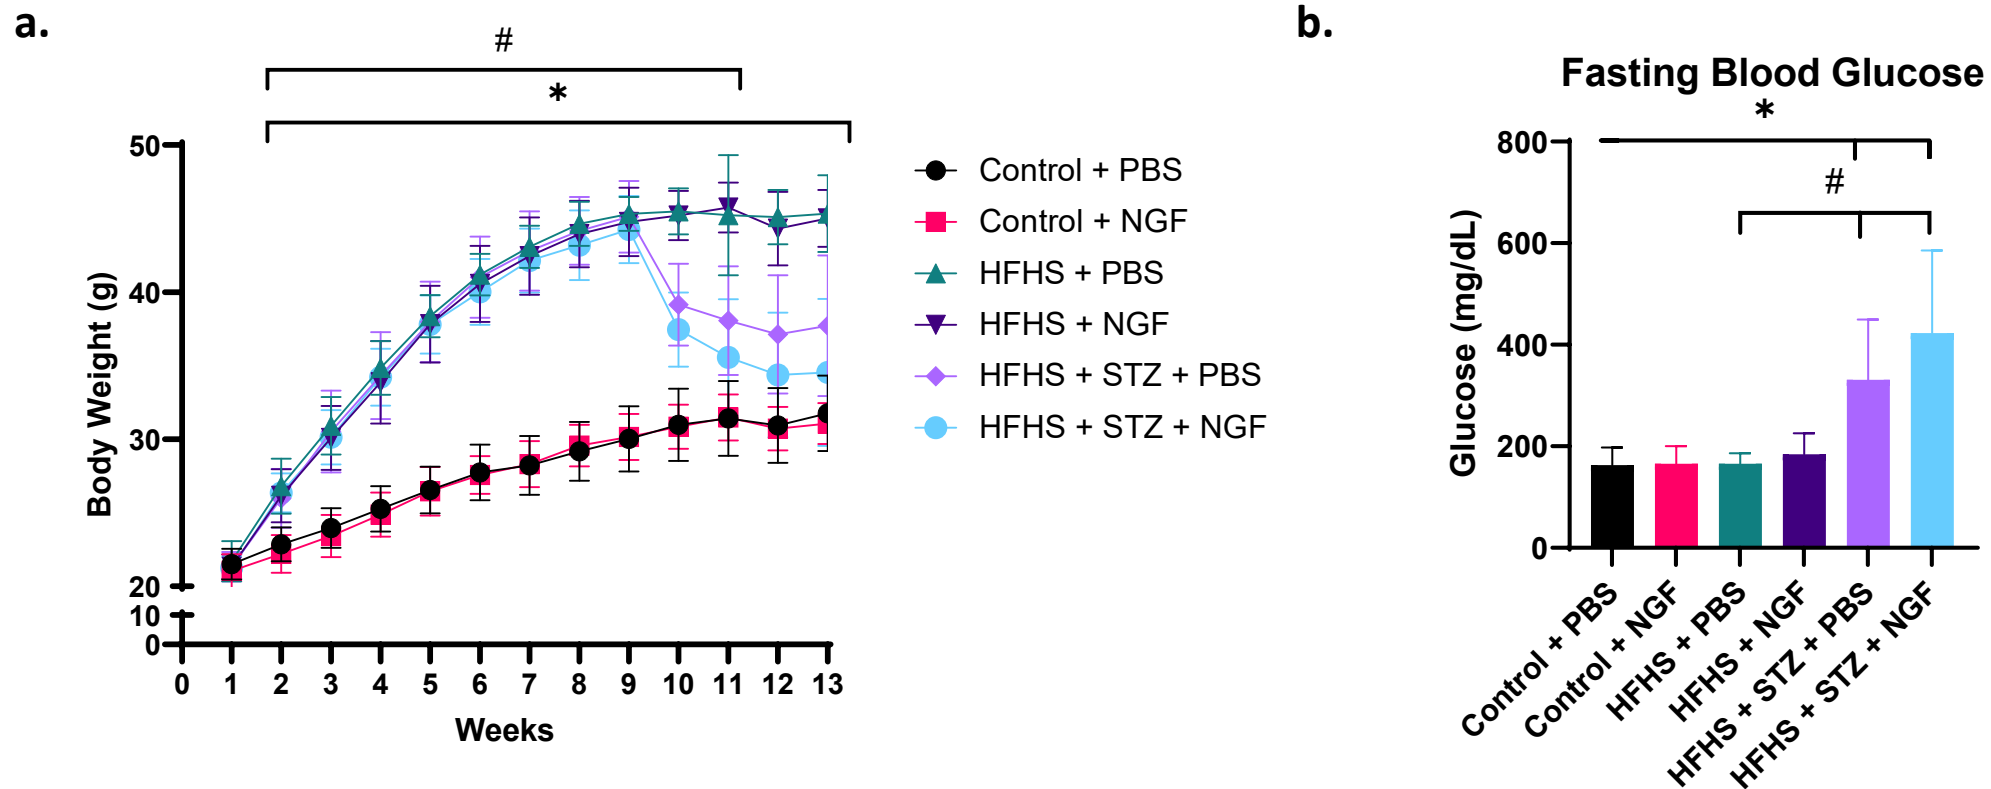 a.
#
*
50
40
30
20
10
0
Body Weight (g)
0 1 2 3 4 5 6 7 8 9 10 11 12 13
Weeks
Control + PBS
Control + NGF
HFHS + PBS
HFHS + NGF
HFHS + STZ + PBS
HFHS + STZ + NGF
b.
Fasting Blood Glucose
*
#
800
600
400
200
0
Glucose (mg/dL)
Control + PBS
Control + NGF
HFHS + PBS
HFHS + NGF
HFHS + STZ + PBS
HFHS + STZ + NGF